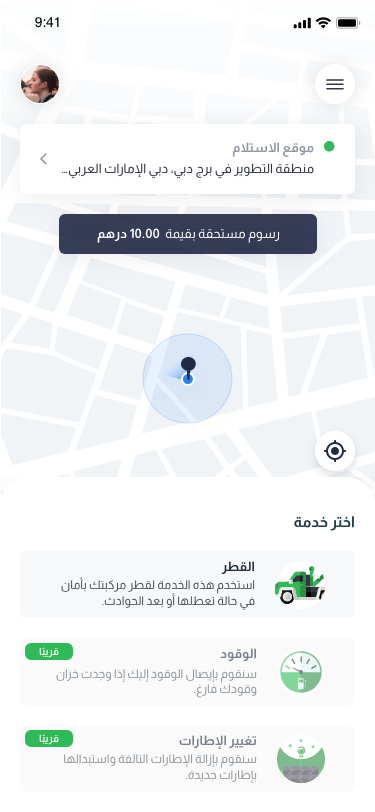 9:41
موقع الاستلام
منطقة التطوير في برج دبي، دبي الإمارات العربي...
رسوم مستحقة بقيمة 10.00 درهم
اختر خدمة
القطر
استخدم هذه الخدمة لقطر مركبتك بأمان
في حالة تعطلها أو بعد الحوادث.
الوقود
قريبًا
سنقوم بإيصال الوقود إليك إذا وجدت خزان
وقودك فارغ.
تغيير الإطارات
قريبًا
سنقوم بإزالة الإطارات التالفة واستبدالها
بإطارات جديدة.